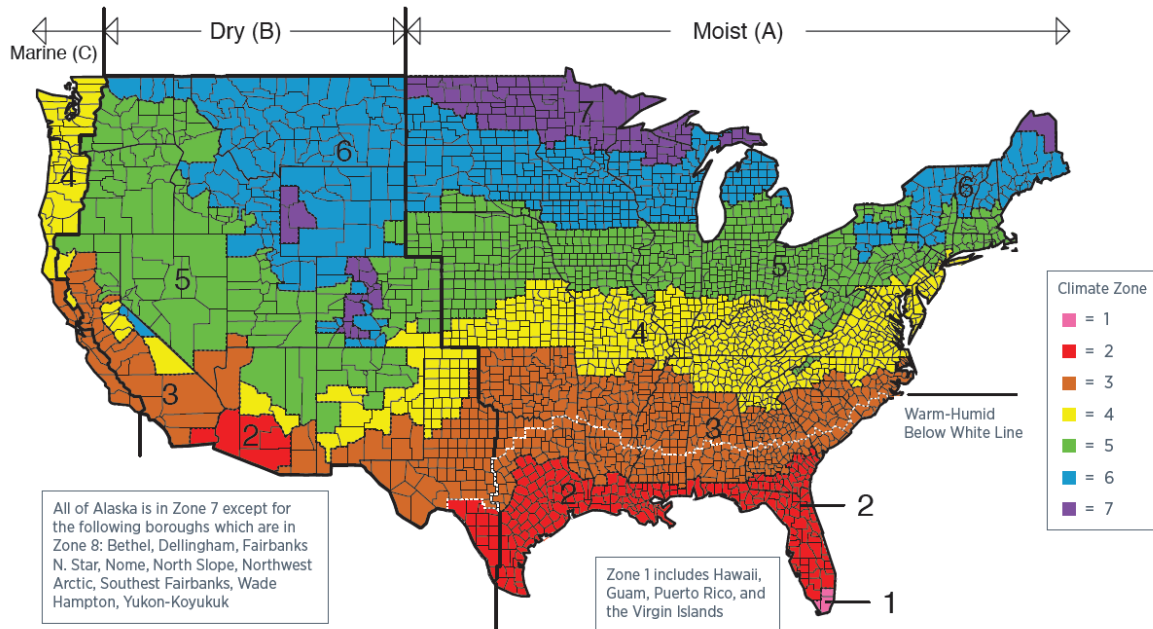 Marine (C)
Dry (B)
Moist (A)
7
6
4
6
5
5
4
3
3
2
2
2
1
Warm-Humid
Below White Line
Climate Zone
= 1
= 2
= 3
= 4
= 5
= 6
= 7
All of Alaska is in Zone 7 except for
the following boroughs which are in
Zone 8: Bethel, Dellingham, Fairbanks
N. Star, Nome, North Slope, Northwest
Arctic, Southest Fairbanks, Wade
Hampton, Yukon-Koyukuk
Zone 1 includes Hawaii,
Guam, Puerto Rico, and
the Virgin Islands